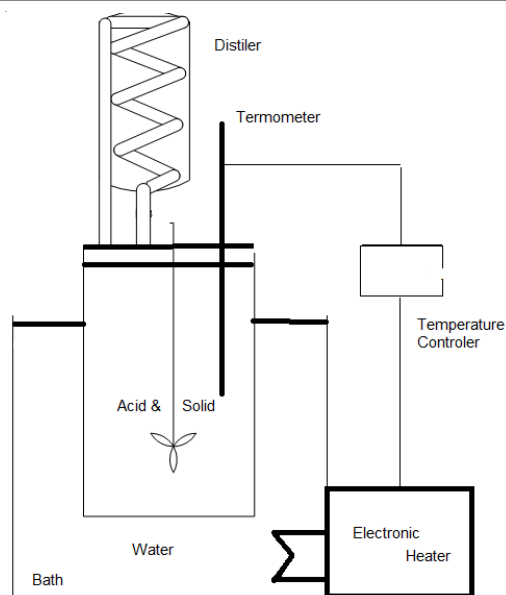 Distiler
Termometer
Temperature
Controler
Acid & Solid
Electronic
Heater
Water
Bath